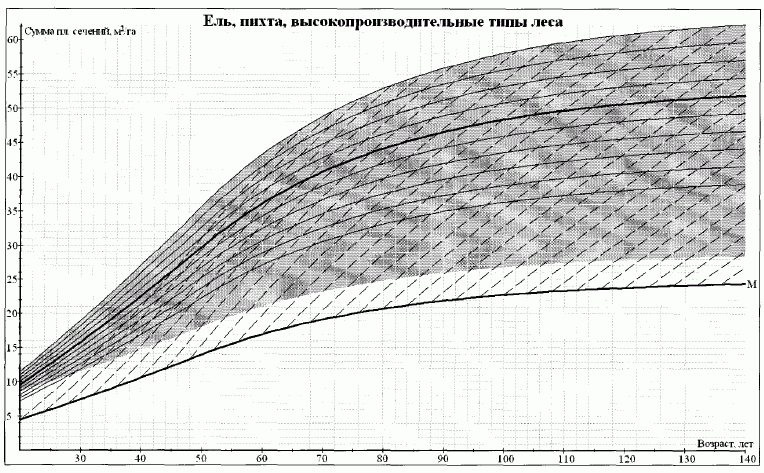 Ель, пихта, высокопроизводительные типы леса
Сумма пл. сечений, м²/га
60
55
50
45
40
35
30
25
20
15
10
5
М
Возраст, лет
30 40 50 60 70 80 90 100 110 120 130 140